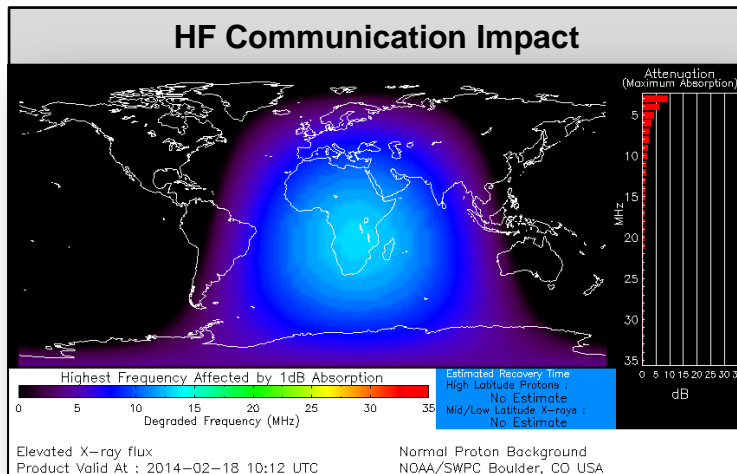 HF Communication Impact
Attenuation
(Maximum Absorption)
5
10
15
20
25
30
35
MHz
0 5 10 15 20 25 30 3
dB
Highest Frequency Affected by 1dB Absorption
0 5 10 15 20 25 30 35
Degraded Frequency (MHz)
Estimated Recovery Time
High Latitude Protons :
No Estimate
Mid/Low Latitude X-rays :
No Estimate
Elevated X-ray flux
Product Valid At : 2014-02-18 10:12 UTC
Normal Proton Background
NOAA/SWPC Boulder, CO USA